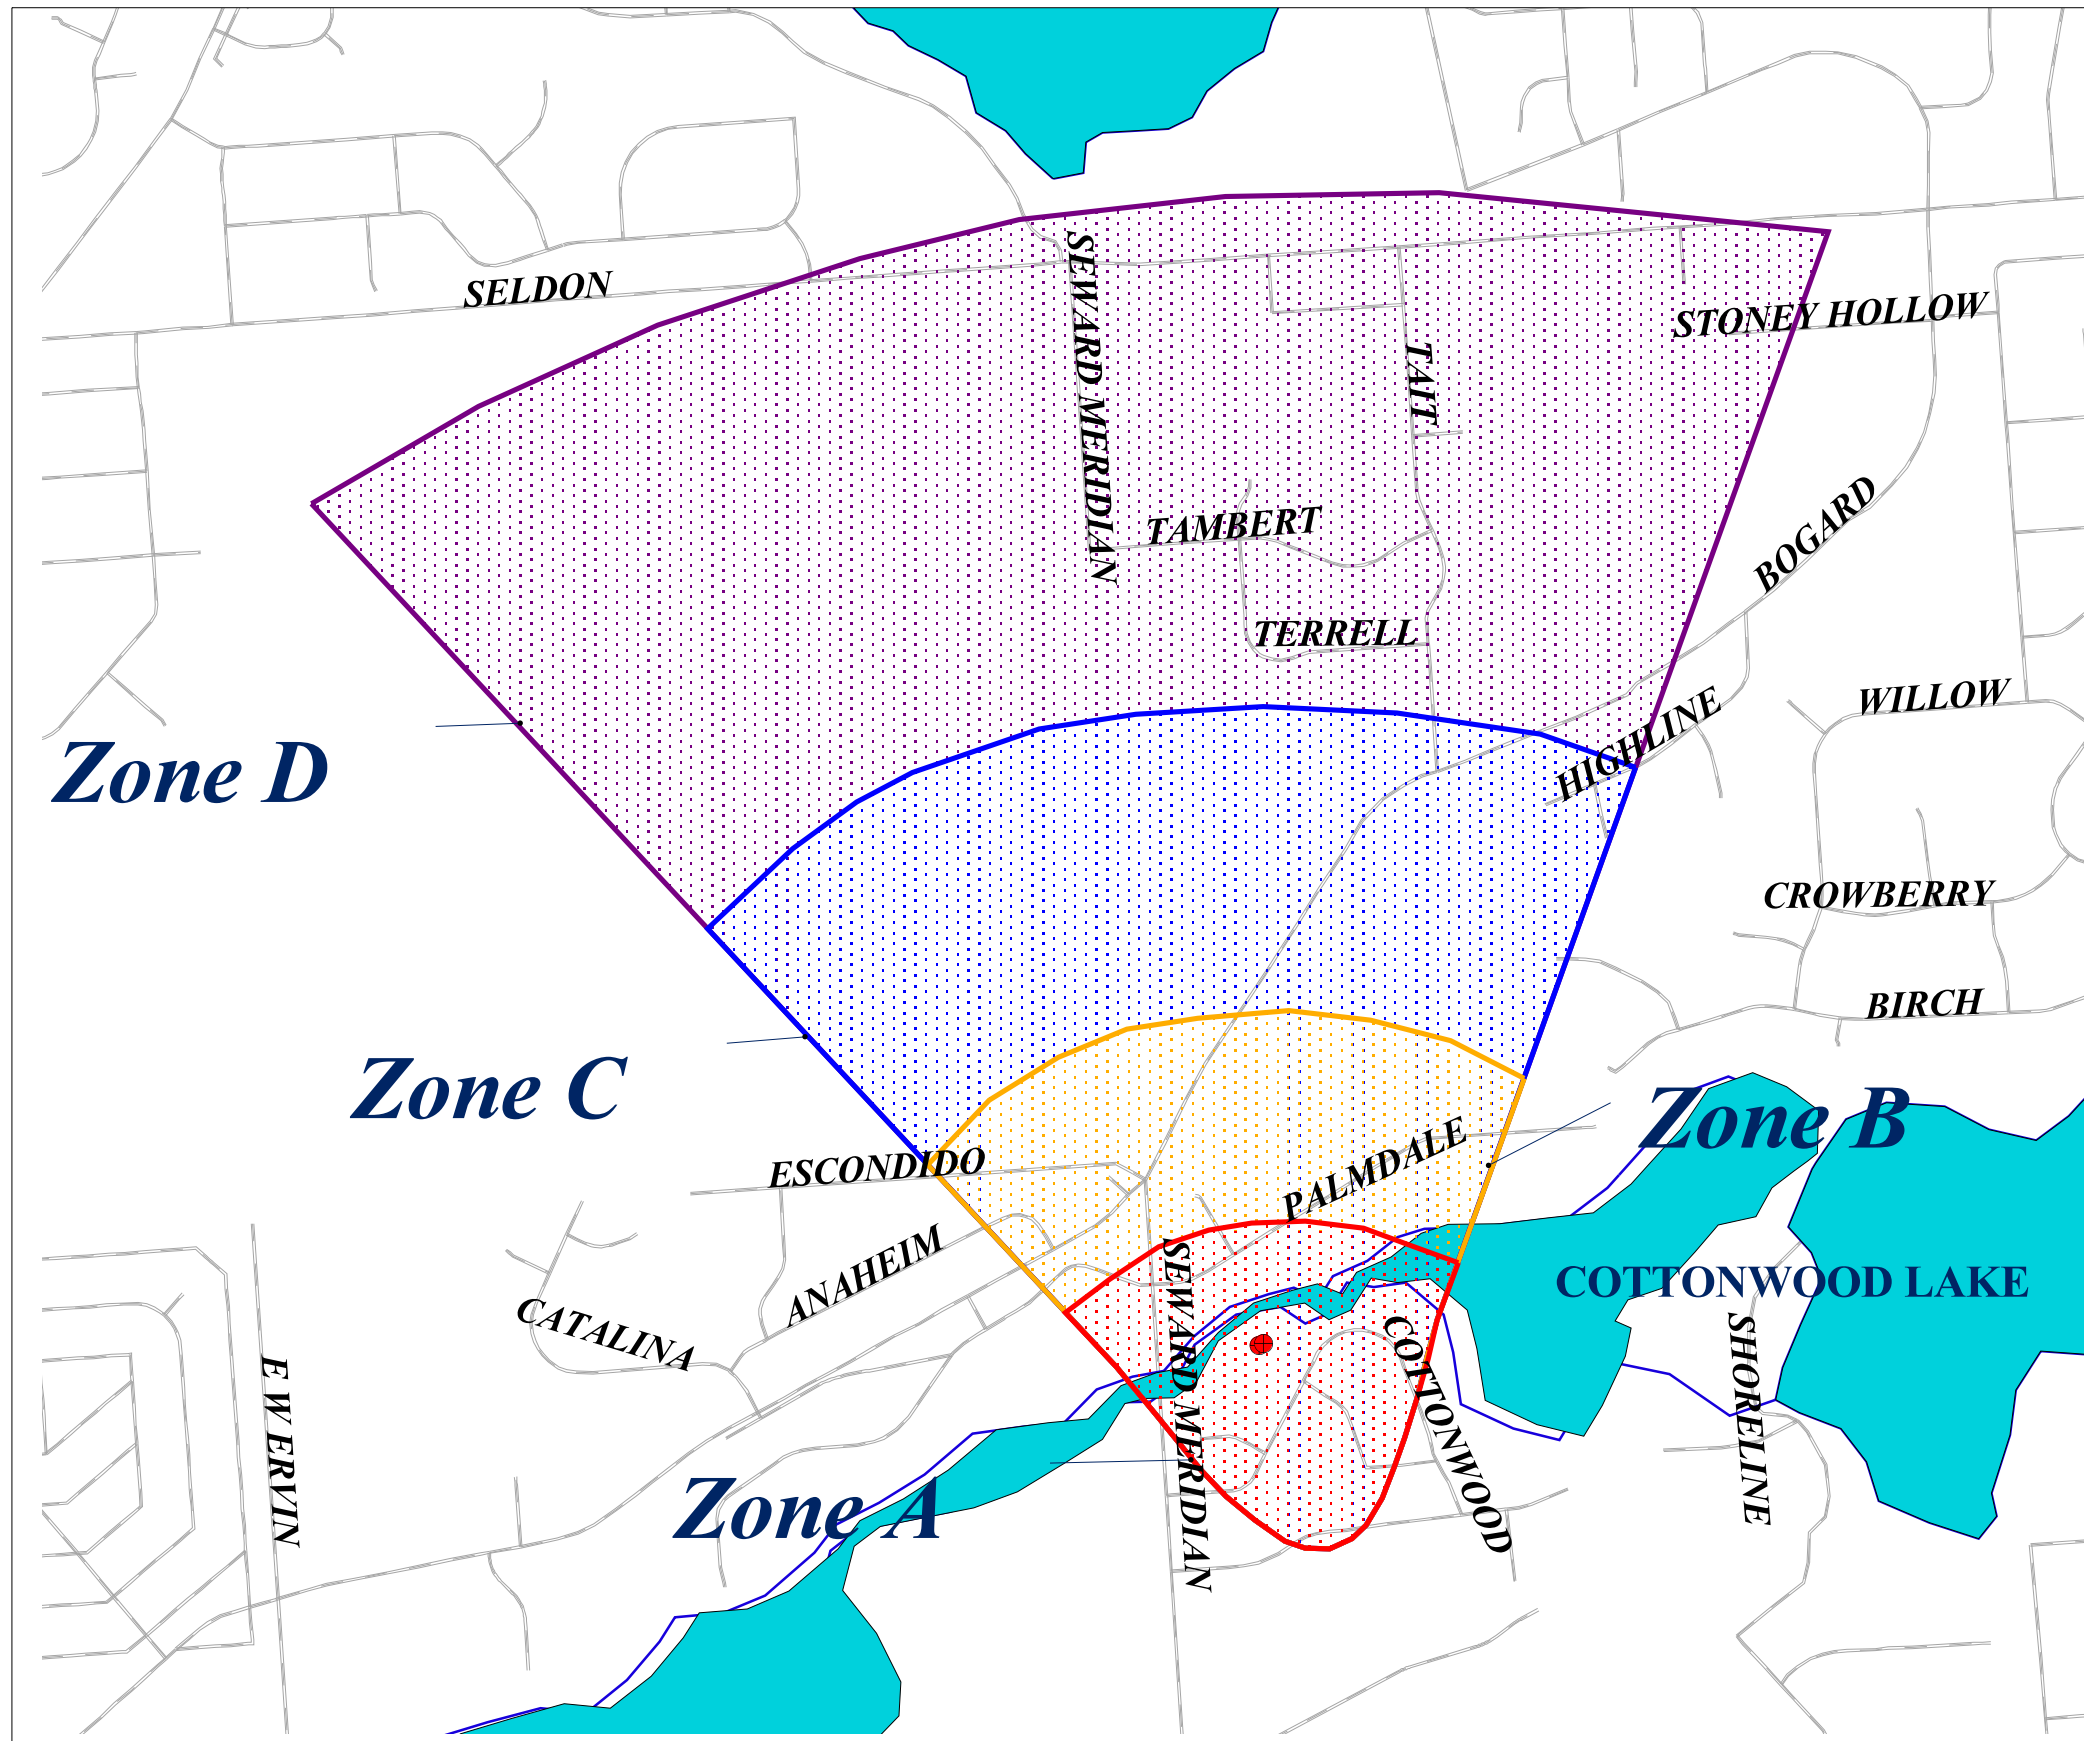 SELDON
SEWARD MERIDIAN
STONEY HOLLOW
TAIT
TAMBERT
BOGARD
TERRELL
HIGHLINE
WILLOW
Zone D
CROWBERRY
BIRCH
Zone C
Zone B
ESCONDIDO
PALMDALE
ANAHEIM
SEWARD MERIDIAN
COTTONWOOD LAKE
CATALINA
COTTONWOOD
SHORELINE
E W ERVIN
Zone A